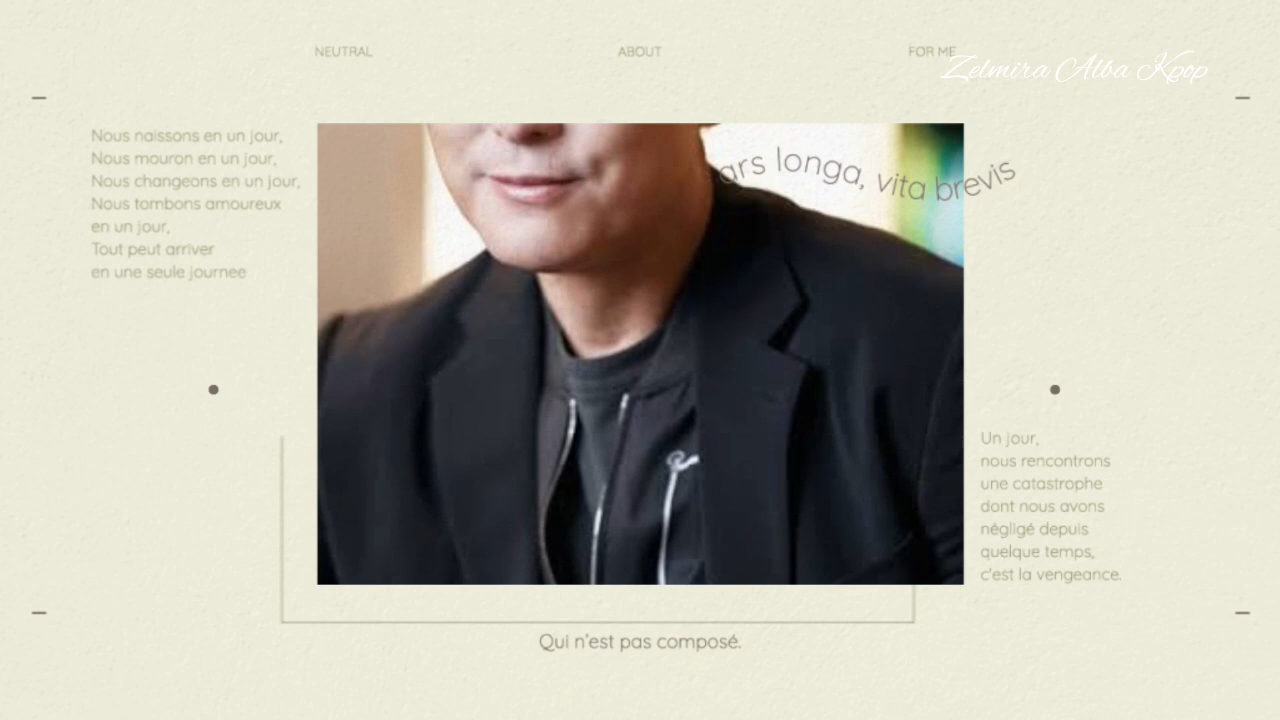 NEUTRAL
ABOUT
FOR ME
Zelmira Alba Kpop
Nous naissons en un jour,
Nous mouron en un jour,
Nous changeons en un jour,
Nous tombons amoureux
en un jour,
Tout peut arriver
en une seule journee
ars longa, vita brevis
Un jour,
nous rencontrons
une catastrophe
dont nous avons
négligé depuis
quelque temps,
c'est la vengeance.
Qui n'est pas composé.